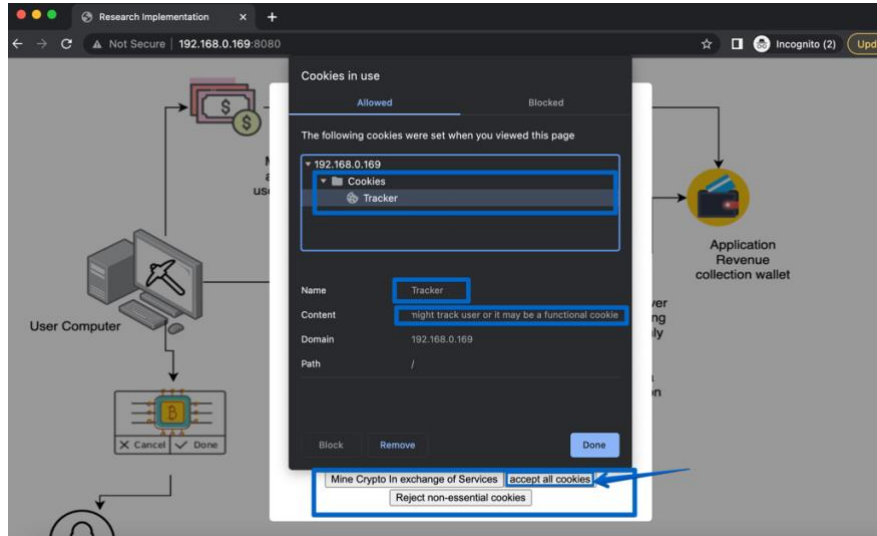 Research Implementation
Not Secure | 192.168.0.169:8080
Incognito (2)
Cookies in use
Allowed Blocked
The following cookies were set when you viewed this page
192.168.0.169
Cookies
Tracker
Name Tracker
Content might track user or it may be a functional cookie
Domain 192.168.0.169
Path /
Block Remove Done
Mine Crypto In exchange of Services accept all cookies
Reject non-essential cookies
User Computer
Cancel Done
Application
Revenue
collection wallet